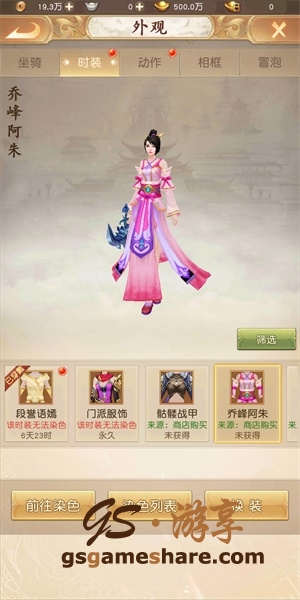 19.3万+
0+
500.0万
0
外观
坐骑
时装
动作
相框
冒泡
乔峰阿朱
筛选
已穿戴
段誉语嫣
该时装无法染色
6天23时
门派服饰
该时装无法染色
永久
骷髅战甲
来源：商店购买
未获得
乔峰阿朱
来源：商店购买
未获得
前往染色
染色列表
换 装
GS·游享
gsgameshare.com